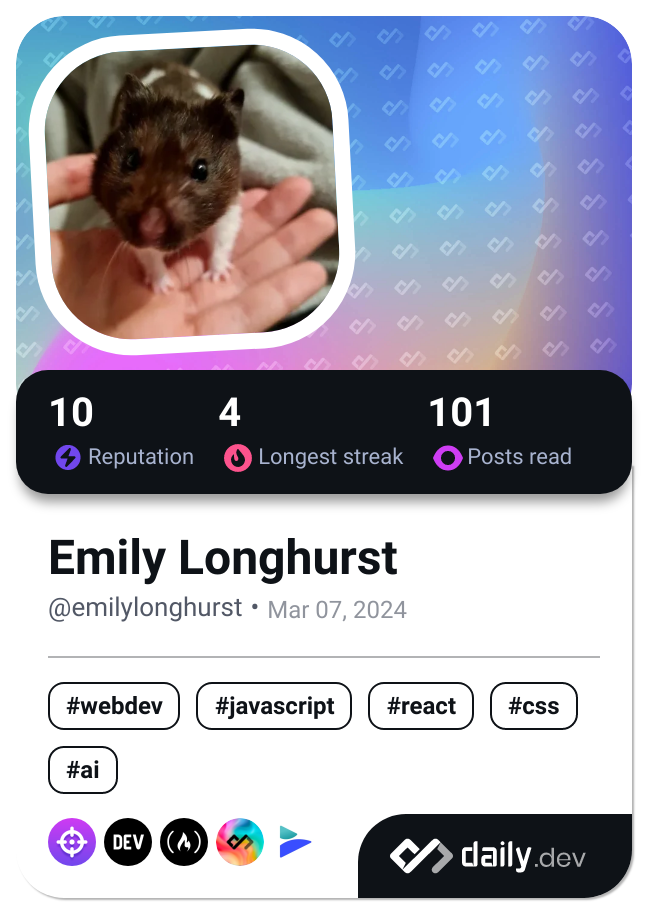 10 4 101
Reputation Longest streak Posts read
Emily Longhurst
@emilylonghurst • Mar 07, 2024
#webdev #javascript #react #css
#ai
DEV daily.dev